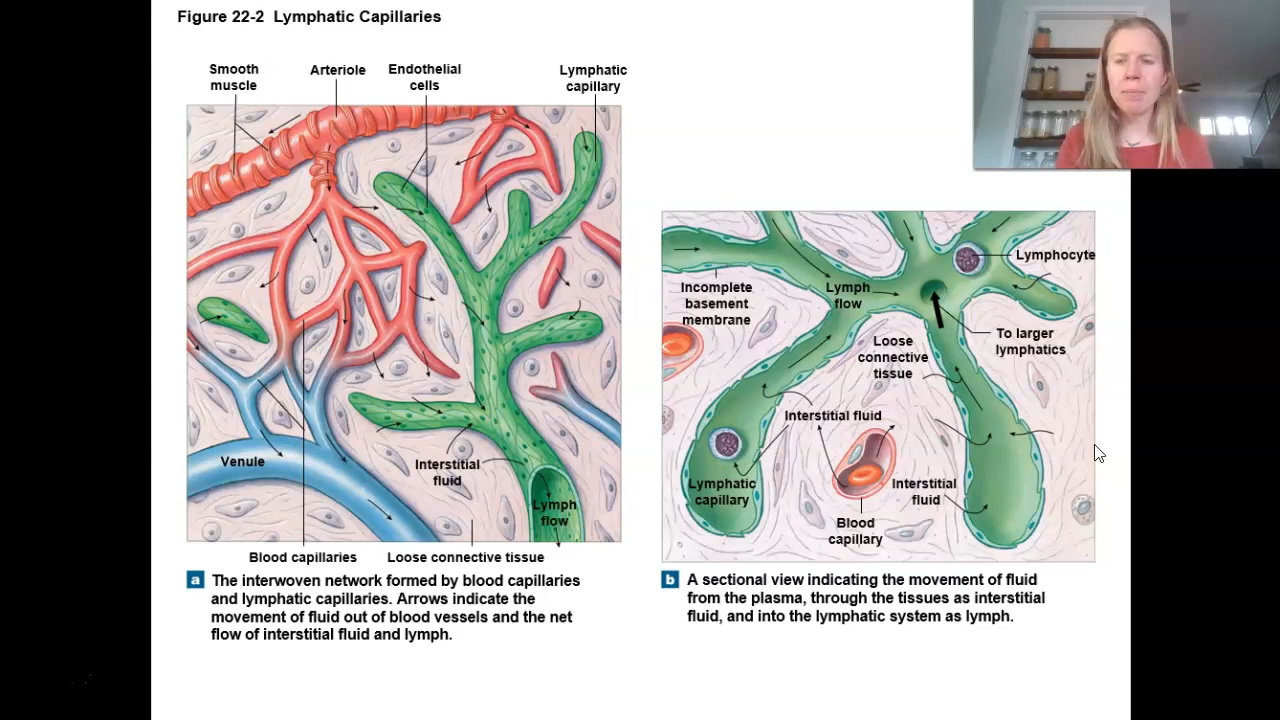 Figure 22-2 Lymphatic Capillaries
Smooth
muscle
Arteriole
Endothelial
cells
Lymphatic
capillary
Venule
Interstitial
fluid
Lymph
flow
Blood capillaries
Loose connective tissue
a The interwoven network formed by blood capillaries
and lymphatic capillaries. Arrows indicate the
movement of fluid out of blood vessels and the net
flow of interstitial fluid and lymph.
Lymphocyte
Incomplete
basement
membrane
Lymph
flow
To larger
lymphatics
Loose
connective
tissue
Interstitial fluid
Lymphatic
capillary
Interstitial
fluid
Blood
capillary
b A sectional view indicating the movement of fluid
from the plasma, through the tissues as interstitial
fluid, and into the lymphatic system as lymph.